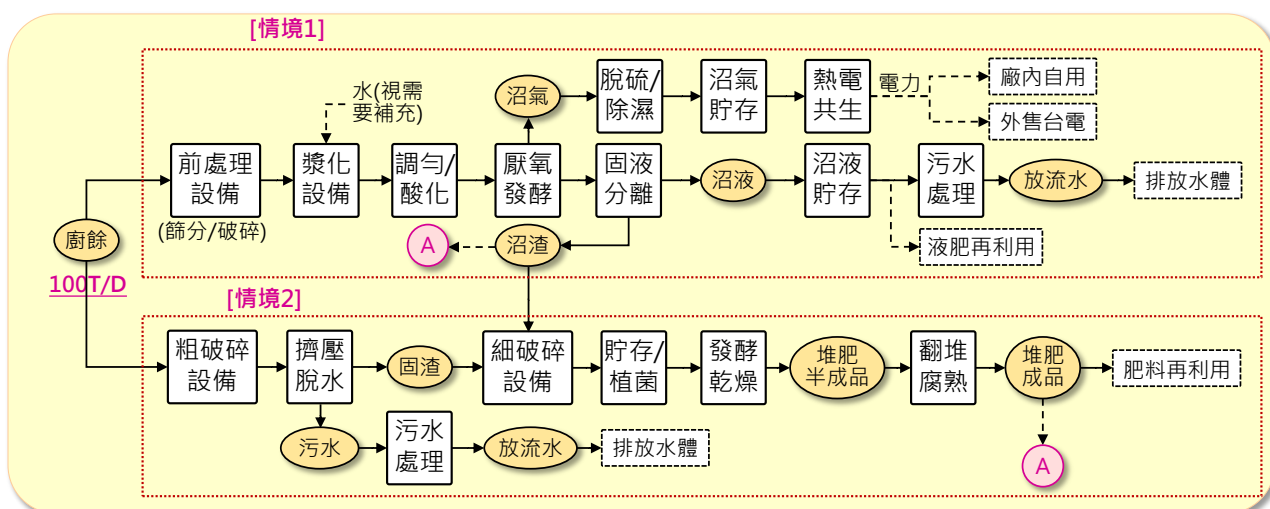 [情境1]
水(視需
要補充)
沼氣
脫硫/
除濕
沼氣
貯存
熱電
共生
電力
廠內自用
外售台電
前處理
設備
(篩分/破碎)
漿化
設備
調勻/
酸化
厭氧
發酵
固液
分離
沼液
沼液
貯存
污水
處理
放流水
排放水體
廚餘
100T/D
A
沼渣
液肥再利用
[情境2]
粗破碎
設備
擠壓
脫水
固渣
細破碎
設備
貯存/
植菌
發酵
乾燥
堆肥
半成品
翻堆
腐熟
堆肥
成品
肥料再利用
污水
污水
處理
放流水
排放水體
A